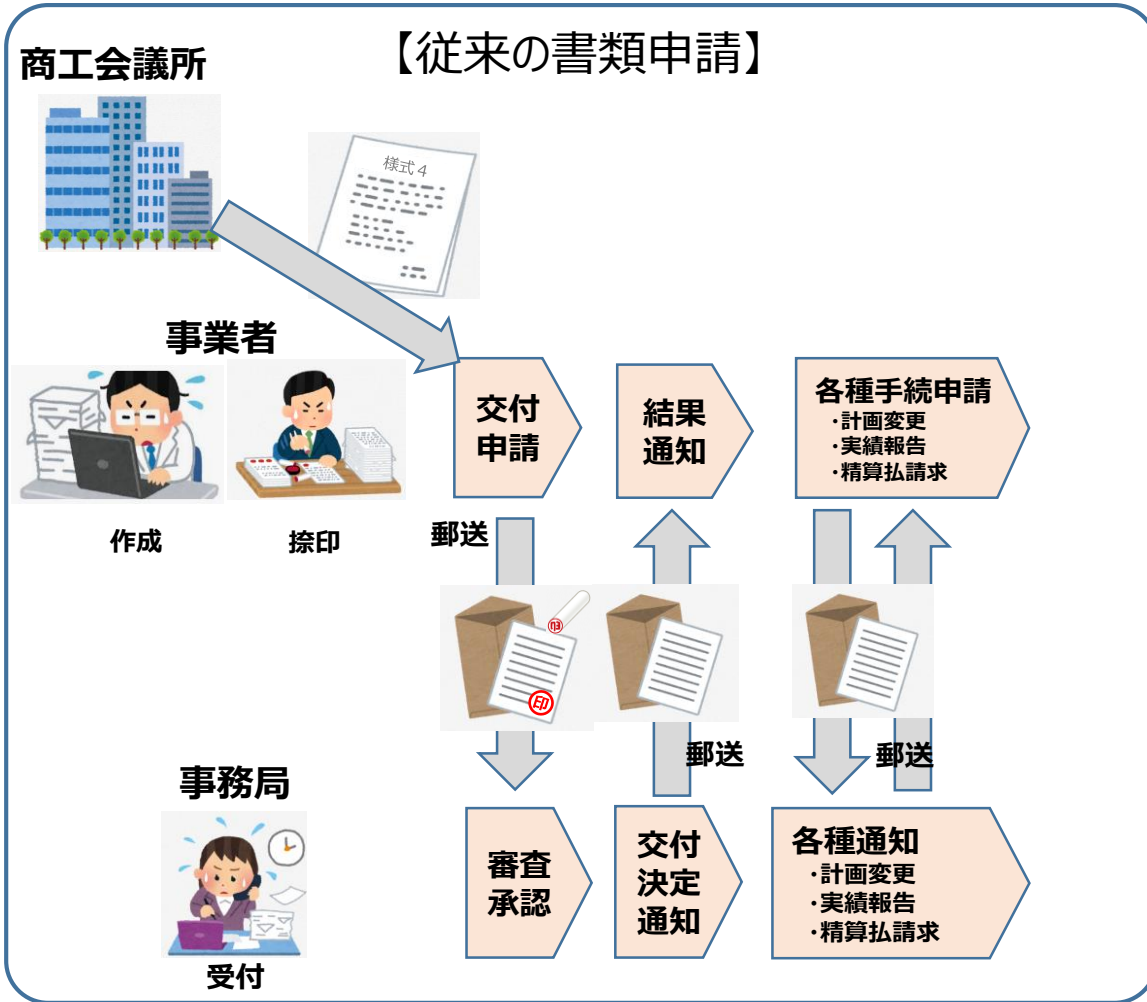 【従来の書類申請】
商工会議所
様式4
事業者
作成
捺印
交付
申請
結果
通知
各種手続申請
・計画変更
・実績報告
・精算払請求
郵送
印
印
郵送
郵送
事務局
受付
審査
承認
交付
決定
通知
各種通知
・計画変更
・実績報告
・精算払請求